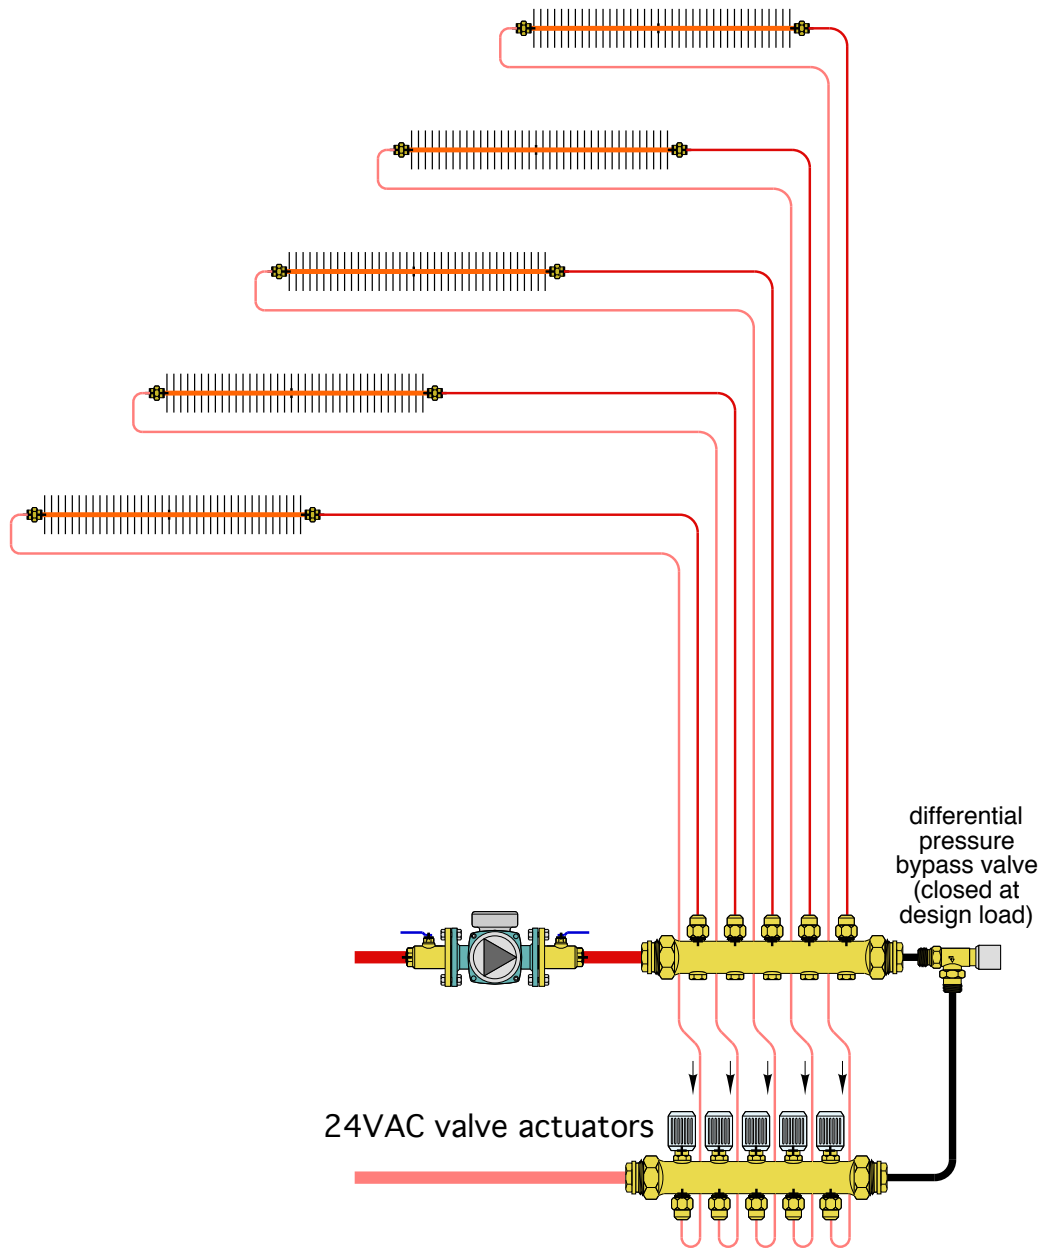 differential
pressure
bypass valve
(closed at
design load)
24VAC valve actuators